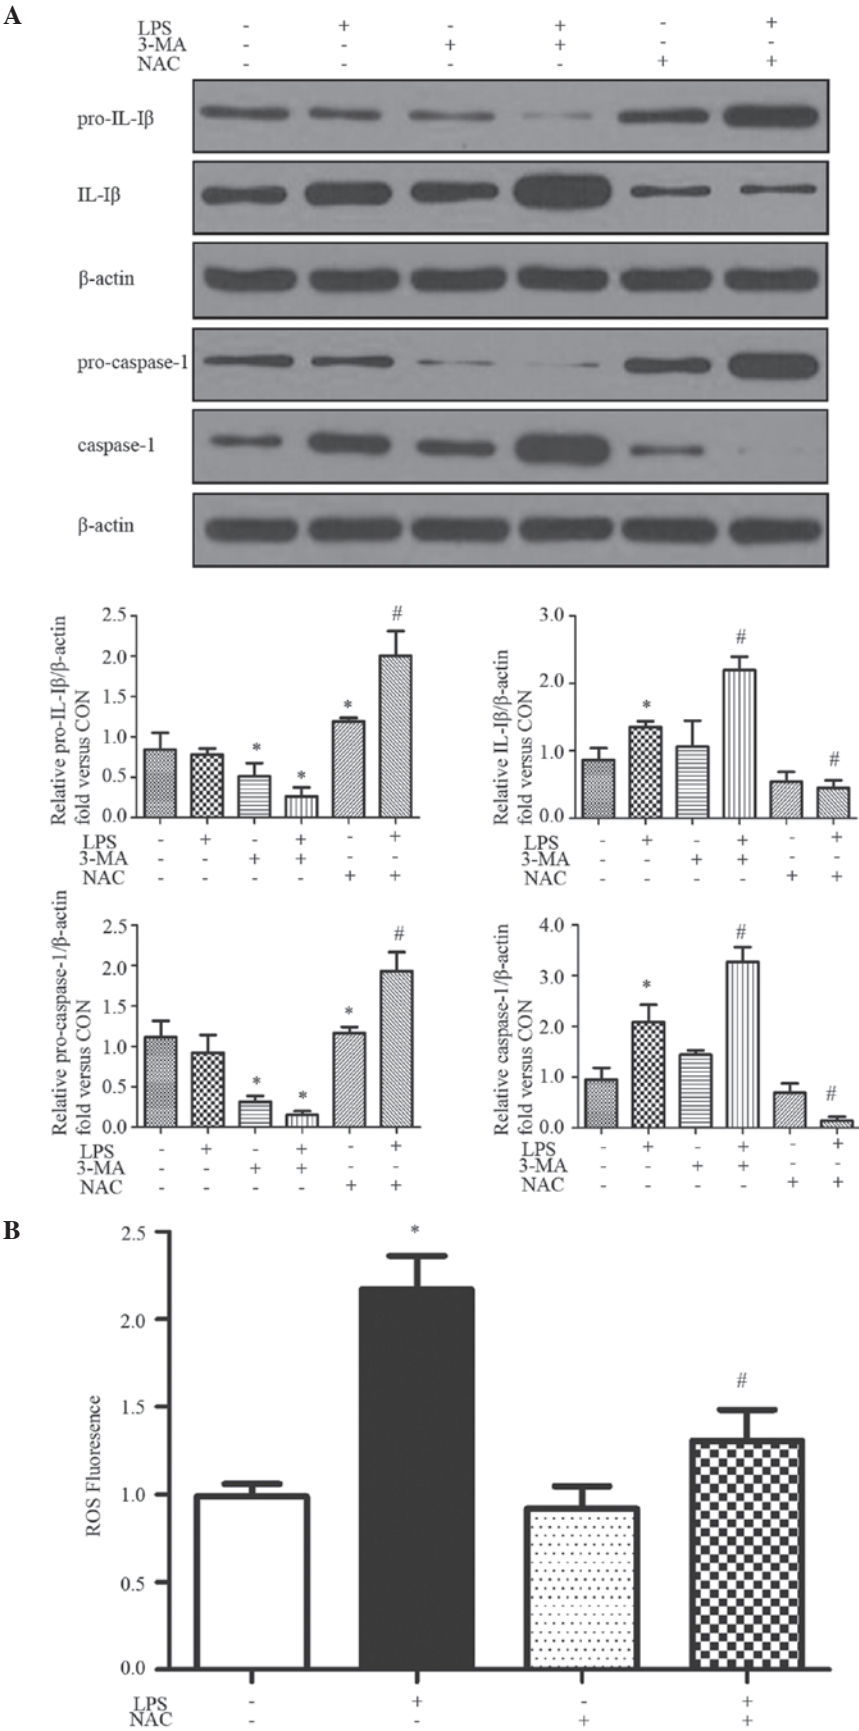 A
LPS - + - + - +
3-MA - - + + - -
NAC - - - - + +
pro-IL-Iβ
IL-Iβ
β-actin
pro-caspase-1
caspase-1
β-actin
Relative pro-IL-Iβ/β-actin
fold versus CON
2.5
2.0
1.5
1.0
0.5
0.0
* * * #
LPS - + - + - +
3-MA - - + + - -
NAC - - - - + +
Relative IL-Iβ/β-actin
fold versus CON
3.0
2.0
1.0
0.0
* # #
LPS - + - + - +
3-MA - - + + - -
NAC - - - - + +
Relative pro-caspase-1/β-actin
fold versus CON
2.5
2.0
1.5
1.0
0.5
0.0
* * * #
LPS - + - + - +
3-MA - - + + - -
NAC - - - - + +
Relative caspase-1/β-actin
fold versus CON
4.0
3.0
2.0
1.0
0.0
* # #
LPS - + - + - +
3-MA - - + + - -
NAC - - - - + +
B
ROS Fluoresence
2.5
2.0
1.5
1.0
0.5
0.0
* #
LPS - + - +
NAC - - + +